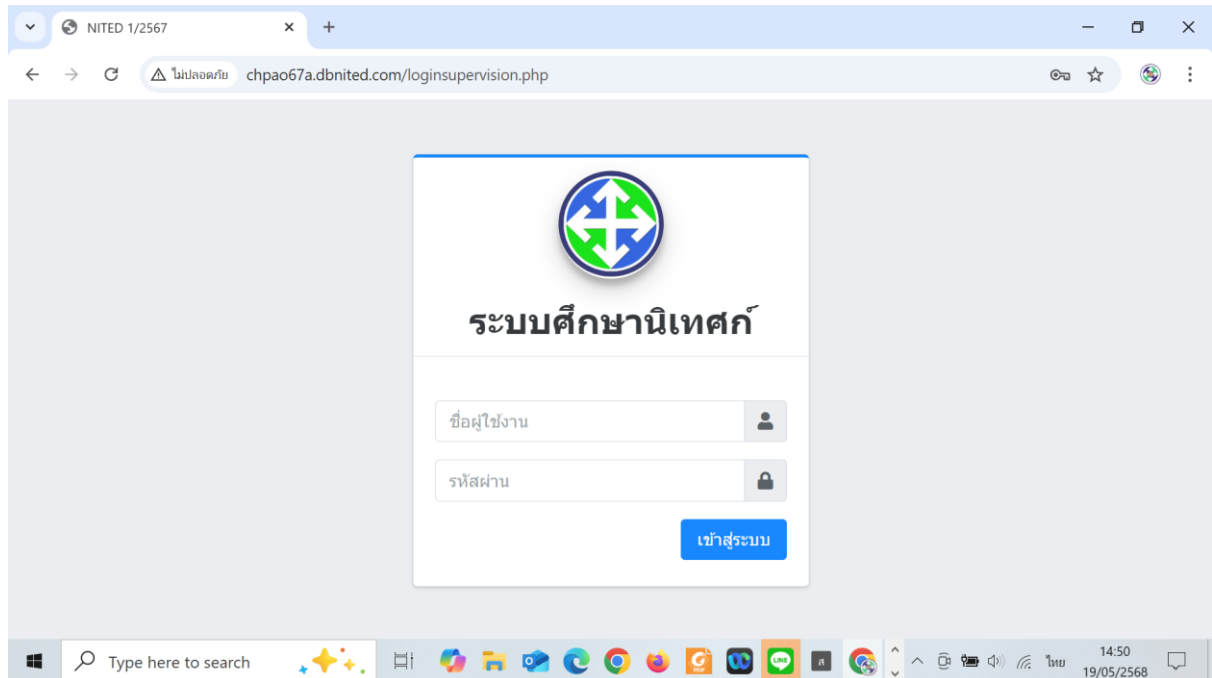 NITED 1/2567
ไม่ปลอดภัย chpao67a.dbnited.com/loginsupervision.php
ระบบศึกษานิเทศก์
ชื่อผู้ใช้งาน
รหัสผ่าน
เข้าสู่ระบบ
Type here to search
LINE
ส
ไทย
14:50
19/05/2568